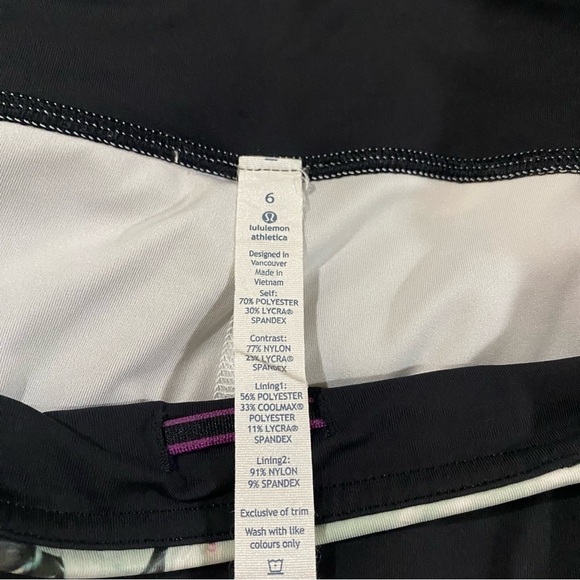 6
lululemon
athletica
Designed in
Vancouver
Made in
Vietnam
Self:
70% POLYESTER
30% LYCRA®
SPANDEX
Contrast:
77% NYLON
23% LYCRA®
SPANDEX
Lining1:
56% POLYESTER
33% COOLMAX®
POLYESTER
11% LYCRA®
SPANDEX
Lining2:
91% NYLON
9% SPANDEX
Exclusive of trim
Wash with like
colours only